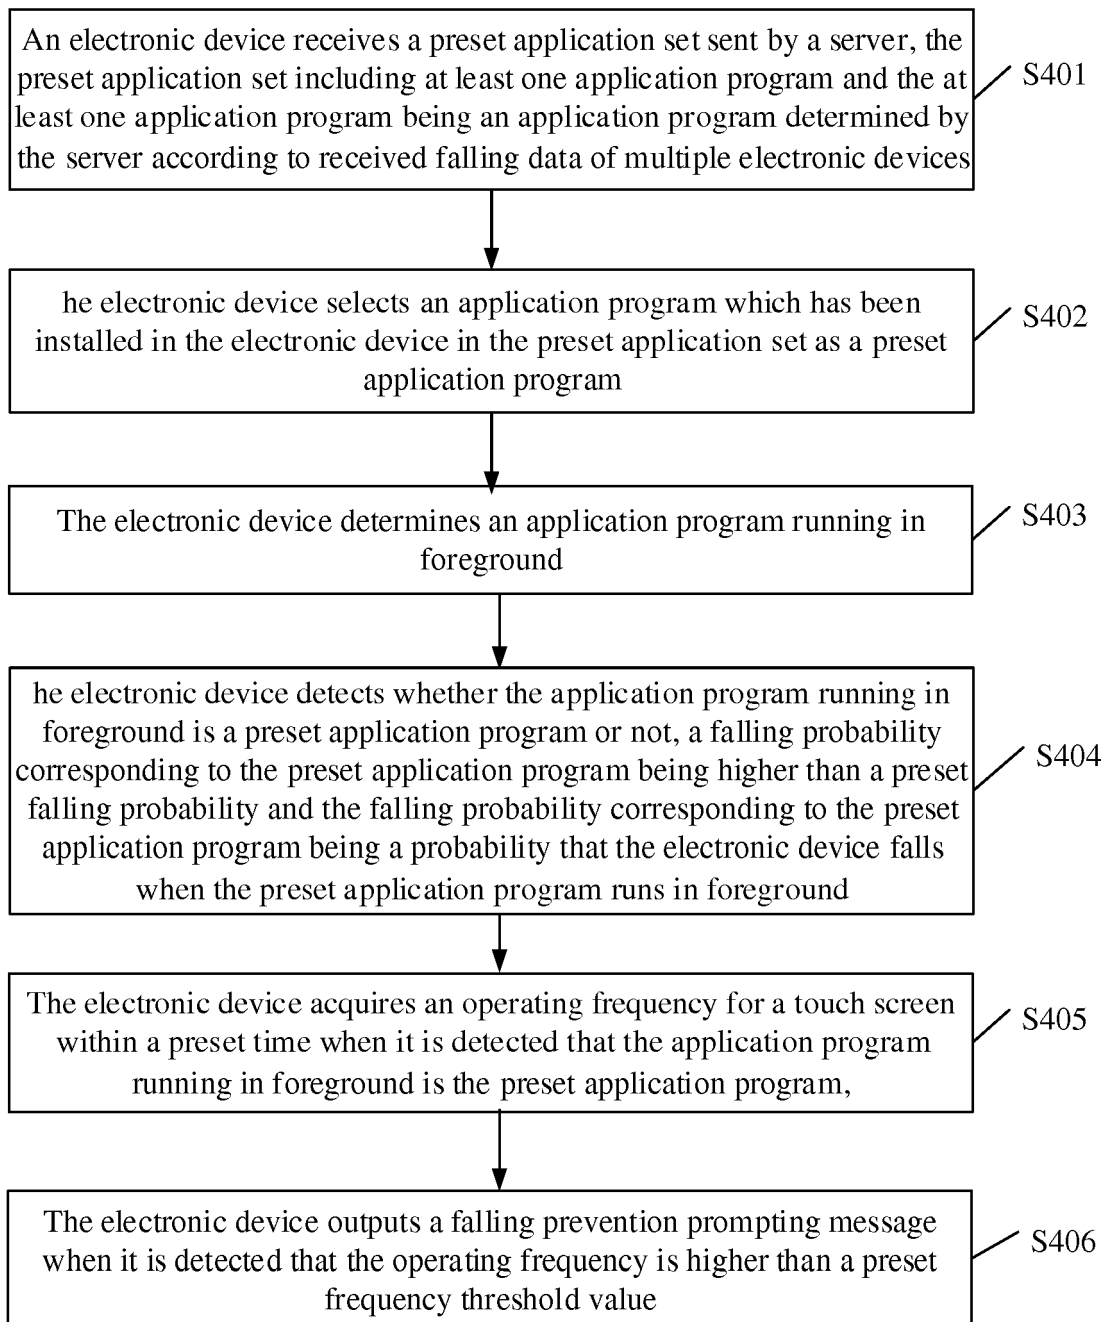 An electronic device receives a preset application set sent by a server, the
preset application set including at least one application program and the at
least one application program being an application program determined by
the server according to received falling data of multiple electronic devices
S401
he electronic device selects an application program which has been
installed in the electronic device in the preset application set as a preset
application program
S402
The electronic device determines an application program running in
foreground
S403
he electronic device detects whether the application program running in
foreground is a preset application program or not, a falling probability
corresponding to the preset application program being higher than a preset
falling probability and the falling probability corresponding to the preset
application program being a probability that the electronic device falls
when the preset application program runs in foreground
S404
The electronic device acquires an operating frequency for a touch screen
within a preset time when it is detected that the application program
running in foreground is the preset application program,
S405
The electronic device outputs a falling prevention prompting message
when it is detected that the operating frequency is higher than a preset
frequency threshold value
S406